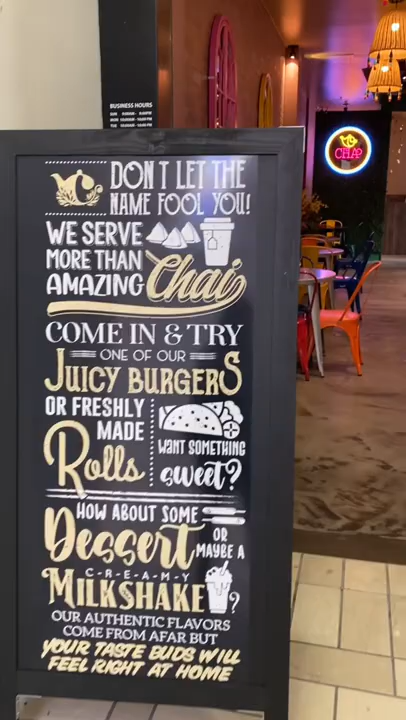 BUSINESS HOURS
DON'T LET THE
NAME FOOL YOU!
WE SERVE
MORE THAN
AMAZING Chai
COME IN & TRY
ONE OF OUR
JUICY BURGERS
OR FRESHLY
MADE
Rolls
WANT SOMETHING
sweet?
HOW ABOUT SOME
Dessert
OR
MAYBE A
C-R-E-A-M-Y
MILKSHAKE?
OUR AUTHENTIC FLAVORS
COME FROM AFAR BUT
YOUR TASTE BUDS WILL
FEEL RIGHT AT HOME